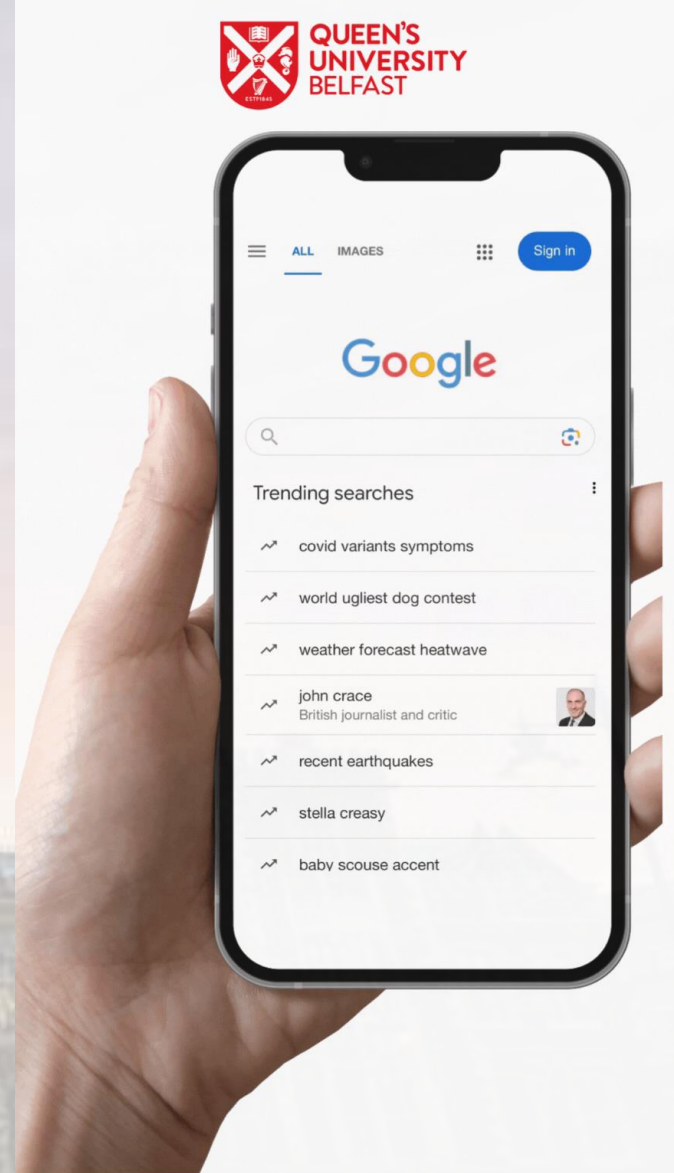 QUEEN'S
UNIVERSITY
BELFAST
ESTD1845
ALL IMAGES Sign in
Google
Trending searches
covid variants symptoms
world ugliest dog contest
weather forecast heatwave
john crace
British journalist and critic
recent earthquakes
stella creasy
baby scouse accent